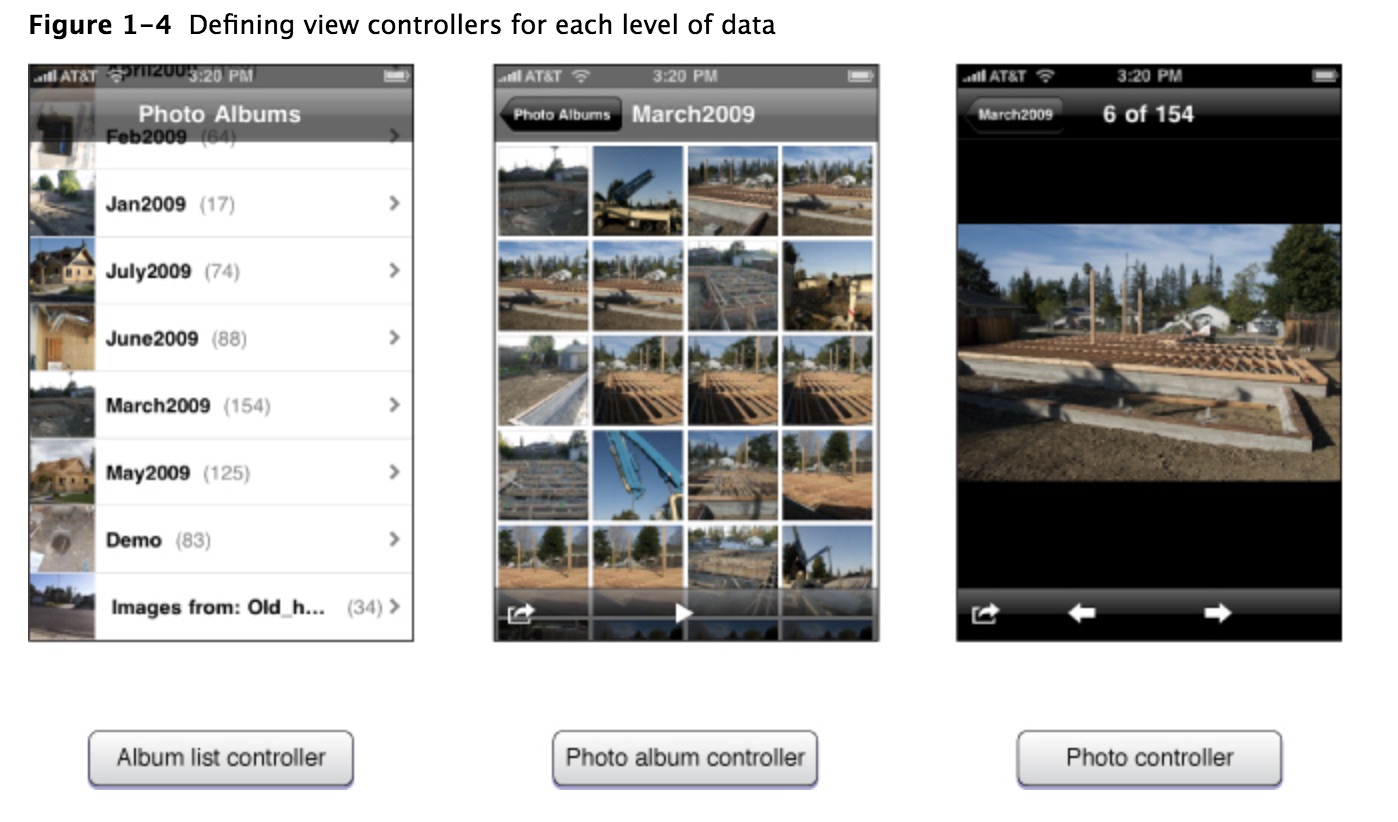 Figure 1-4 Defining view controllers for each level of data
AT&T 3:20 PM
April2009
Photo Albums
Feb2009 (64)
Jan2009 (17)
July2009 (74)
June2009 (88)
March2009 (154)
May2009 (125)
Demo (83)
Images from: Old_h... (34)
AT&T 3:20 PM
Photo Albums March2009
AT&T 3:20 PM
March2009 6 of 154
Album list controller
Photo album controller
Photo controller